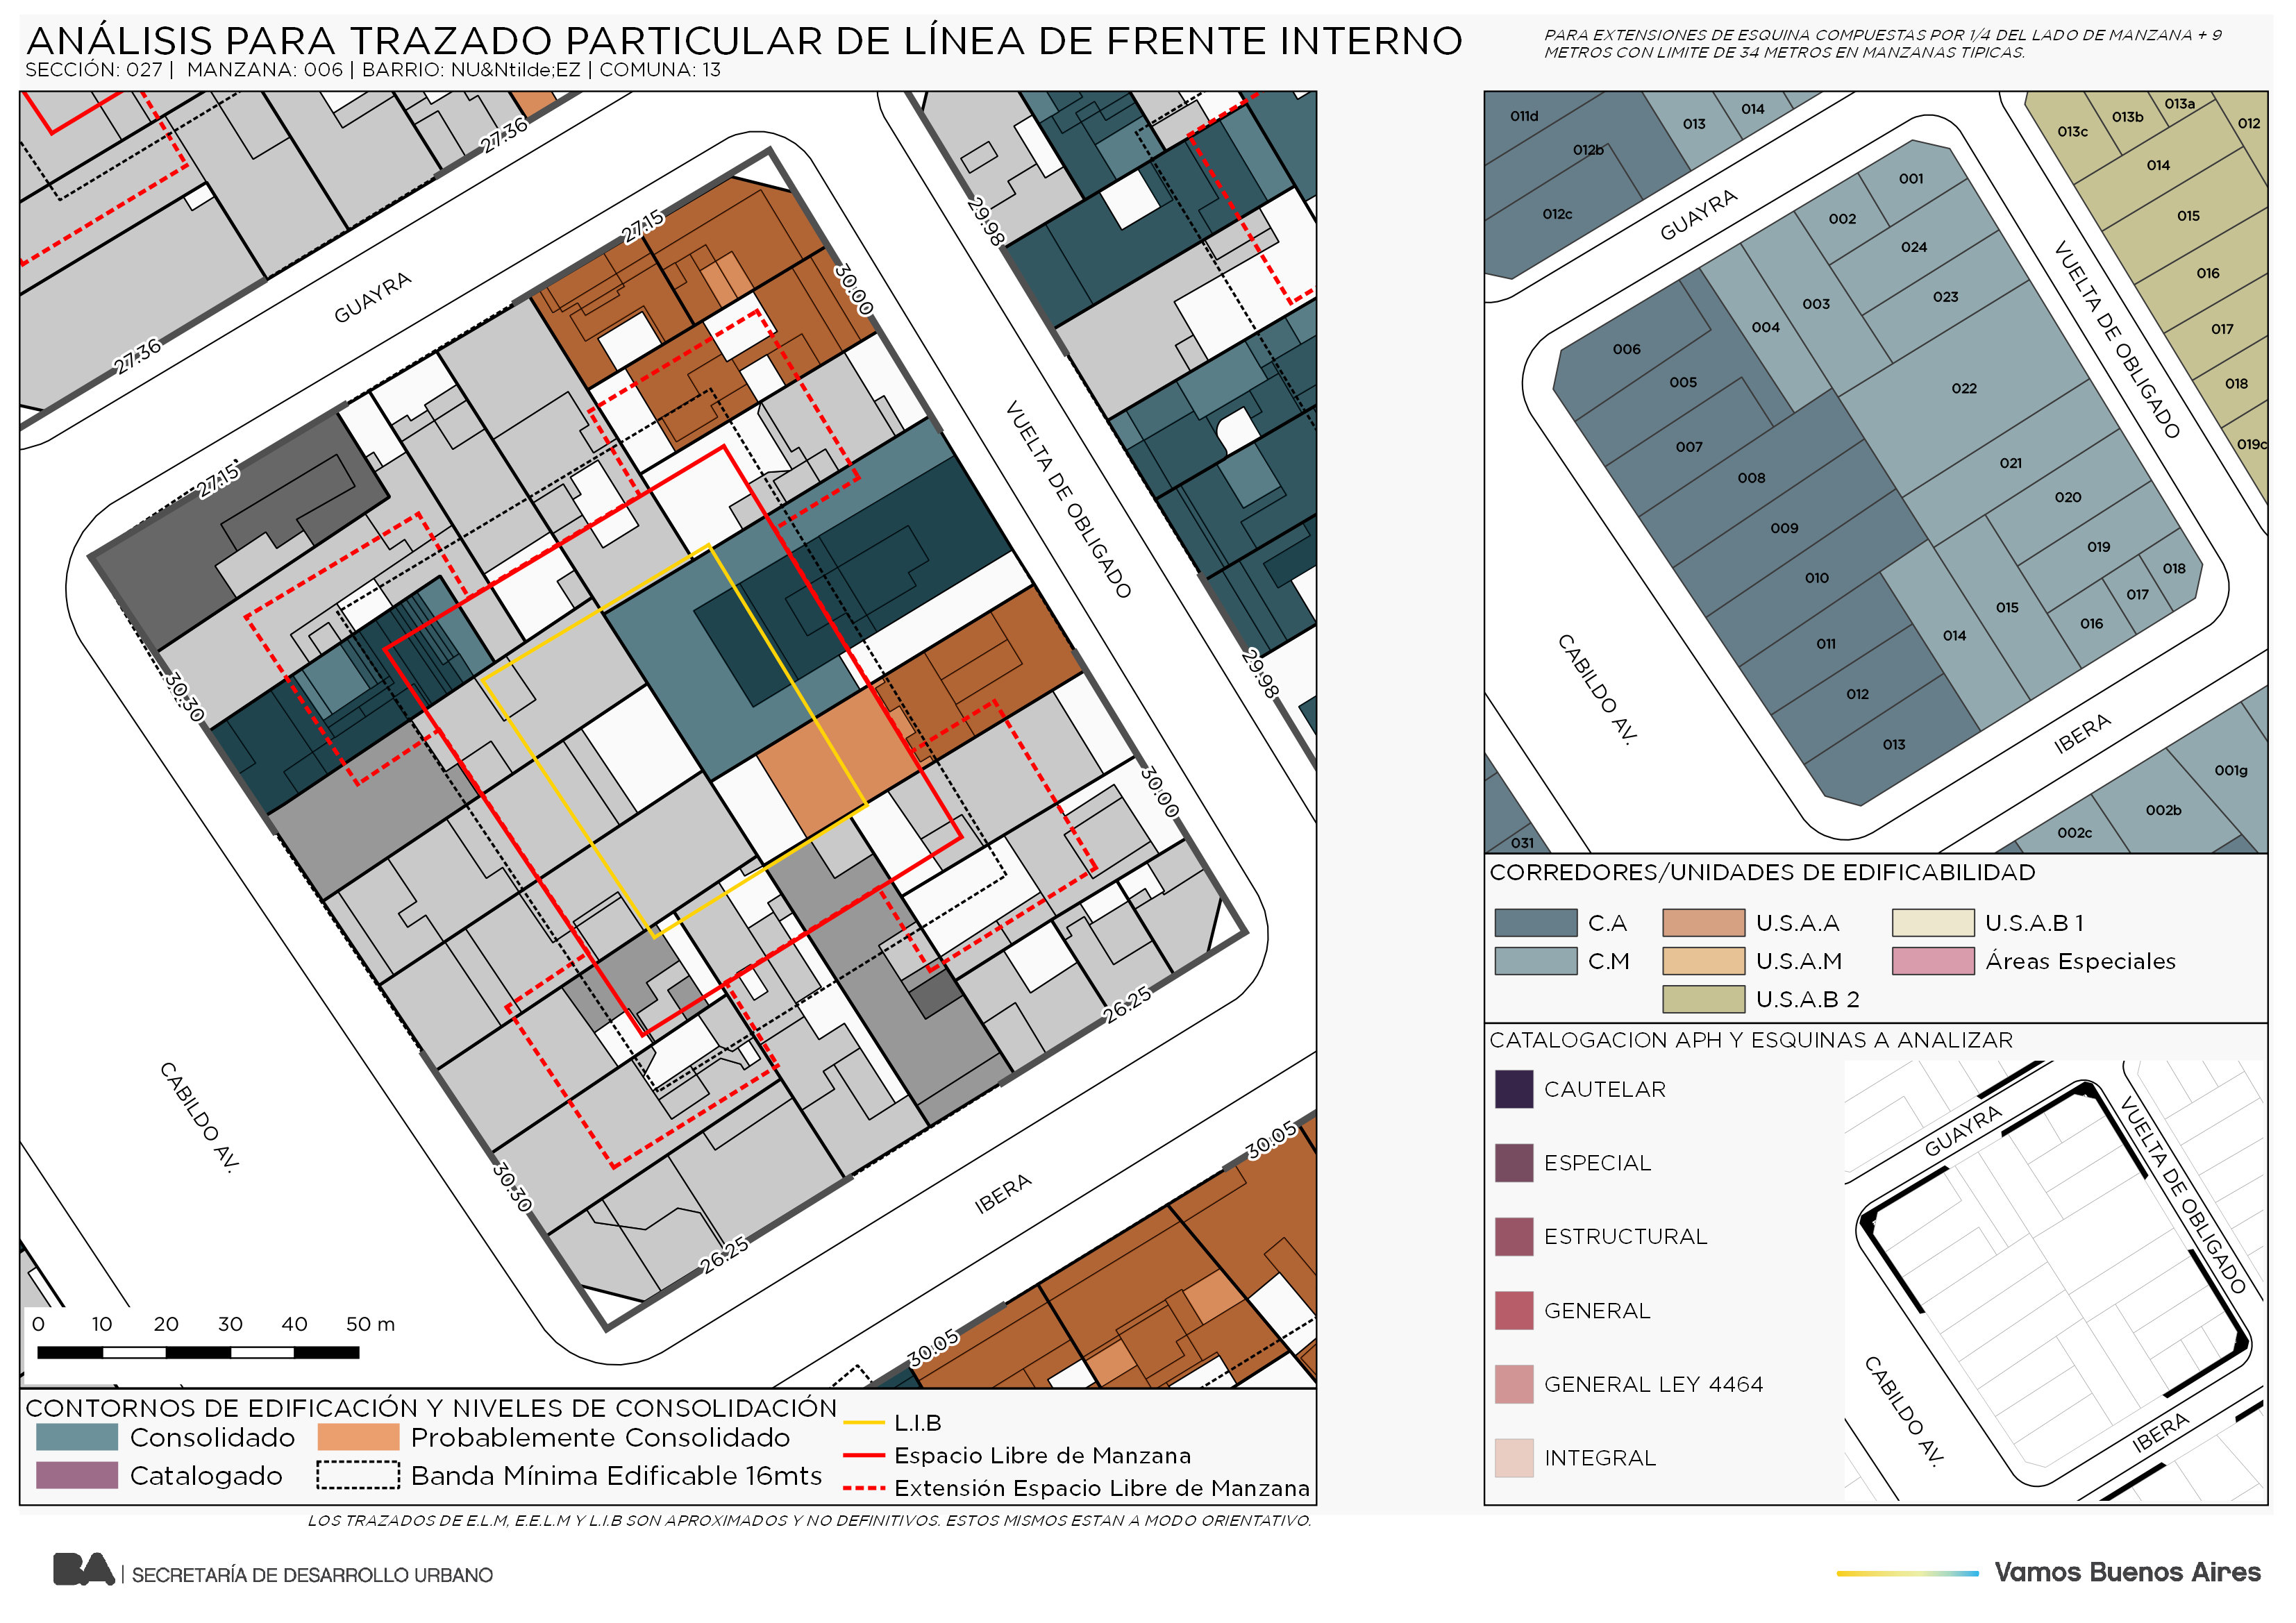 ANÁLISIS PARA TRAZADO PARTICULAR DE LÍNEA DE FRENTE INTERNO
SECCIÓN: 027 | MANZANA: 006 | BARRIO: NU&Ntilde;EZ | COMUNA: 13
PARA EXTENSIONES DE ESQUINA COMPUESTAS POR 1/4 DEL LADO DE MANZANA + 9
METROS CON LIMITE DE 34 METROS EN MANZANAS TIPICAS.
27.36
27.36
GUAYRA
27.15
27.15
29.98
30.00
VUELTA DE OBLIGADO
30.30
29.98
30.00
CABILDO AV.
30.30
26.25
26.25
IBERA
30.05
30.05
0 10 20 30 40 50 m
CONTORNOS DE EDIFICACIÓN Y NIVELES DE CONSOLIDACIÓN
Consolidado
Probablemente Consolidado
Catalogado
Banda Mínima Edificable 16mts
L.I.B
Espacio Libre de Manzana
Extensión Espacio Libre de Manzana
LOS TRAZADOS DE E.L.M, E.E.L.M Y L.I.B SON APROXIMADOS Y NO DEFINITIVOS. ESTOS MISMOS ESTAN A MODO ORIENTATIVO.
011d
013
014
012b
012c
013c
013b
013a
012
014
015
016
017
018
019c
GUAYRA
VUELTA DE OBLIGADO
001
002
024
003
023
004
006
005
022
007
008
021
009
020
010
019
018
015
017
011
014
016
012
013
CABILDO AV.
IBERA
001g
002b
002c
031
CORREDORES/UNIDADES DE EDIFICABILIDAD
C.A
U.S.A.A
U.S.A.B 1
C.M
U.S.A.M
Áreas Especiales
U.S.A.B 2
CATALOGACION APH Y ESQUINAS A ANALIZAR
CAUTELAR
ESPECIAL
ESTRUCTURAL
GENERAL
GENERAL LEY 4464
INTEGRAL
GUAYRA
VUELTA DE OBLIGADO
CABILDO AV.
IBERA
BA | SECRETARÍA DE DESARROLLO URBANO
Vamos Buenos Aires